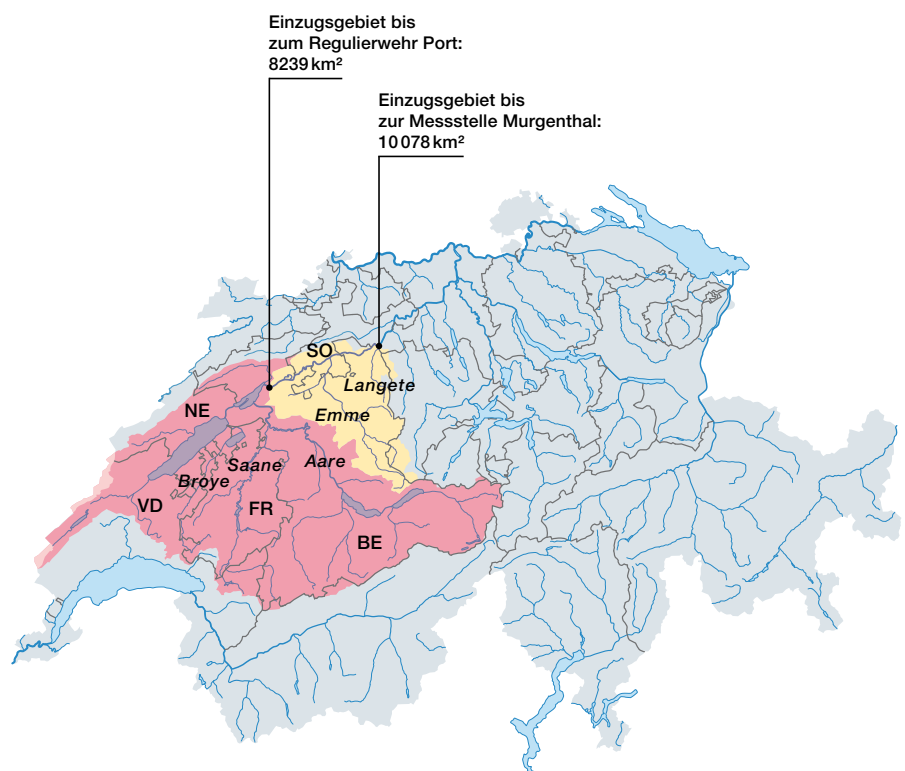 Einzugsgebiet bis
zum Regulierwehr Port:
8239 km²
Einzugsgebiet bis
zur Messstelle Murgenthal:
10 078 km²
SO
Langete
NE
Emme
Saane
Aare
Broye
VD
FR
BE